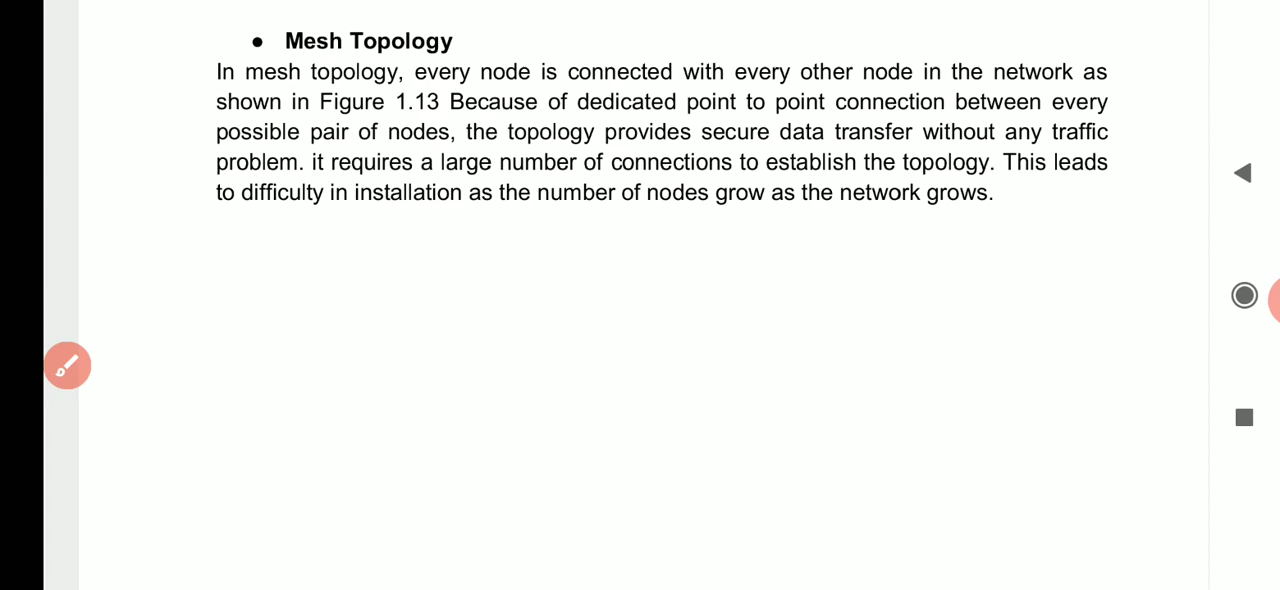 ● Mesh Topology
In mesh topology, every node is connected with every other node in the network as
shown in Figure 1.13 Because of dedicated point to point connection between every
possible pair of nodes, the topology provides secure data transfer without any traffic
problem. it requires a large number of connections to establish the topology. This leads
to difficulty in installation as the number of nodes grow as the network grows.